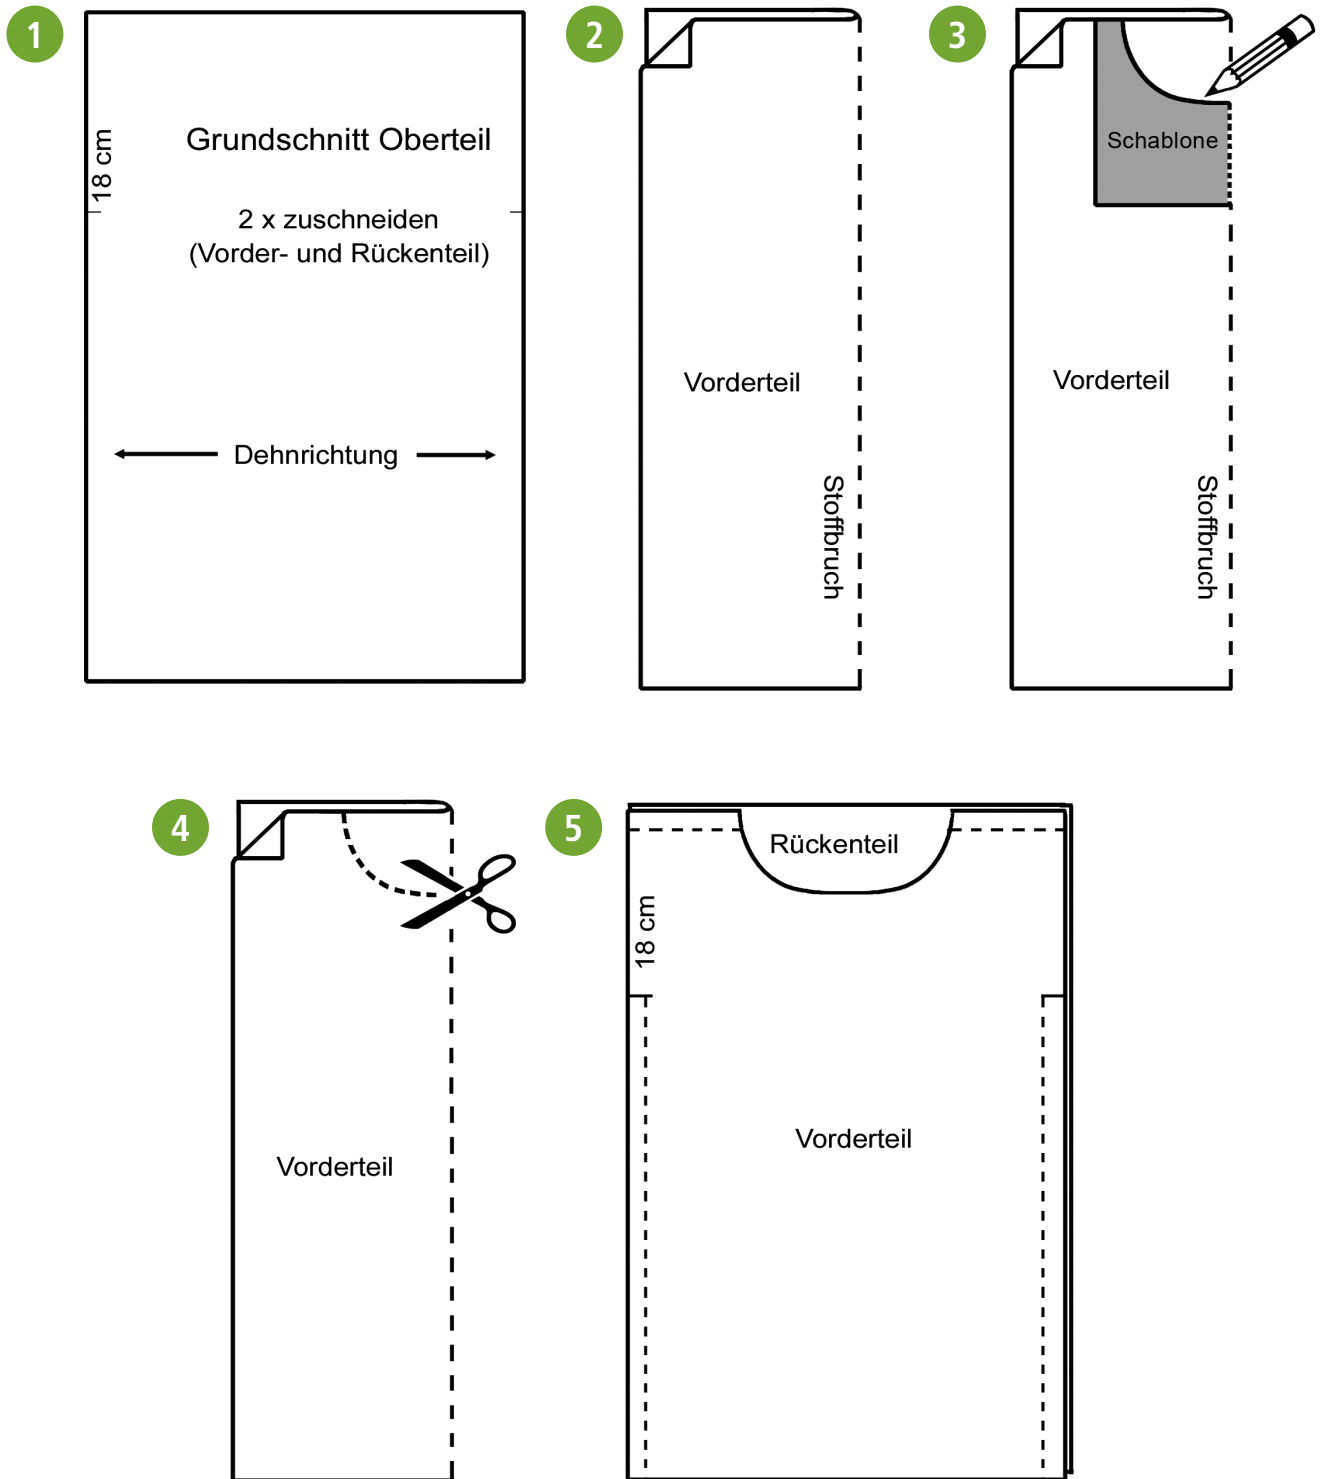 1
18 cm
Grundschnitt Oberteil
2 x zuschneiden
(Vorder- und Rückenteil)
Dehnrichtung
2
Vorderteil
Stoffbruch
3
Schablone
Vorderteil
Stoffbruch
4
Vorderteil
5
Rückenteil
18 cm
Vorderteil